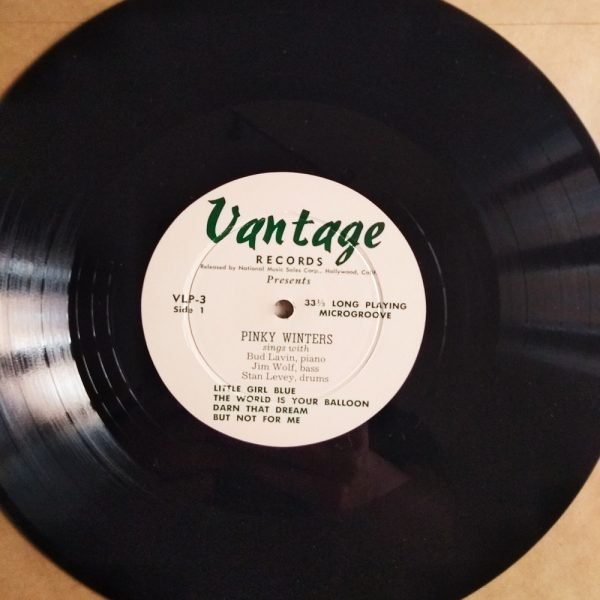 Vantage
RECORDS
Released by National Music Sales Corp., Hollywood, Calif.
Presents
VLP-3
Side 1
33⅓ LONG PLAYING
MICROGROOVE
PINKY WINTERS
sings with
Bud Lavin, piano
Jim Wolf, bass
Stan Levey, drums
LITTLE GIRL BLUE
THE WORLD IS YOUR BALLOON
DARN THAT DREAM
BUT NOT FOR ME